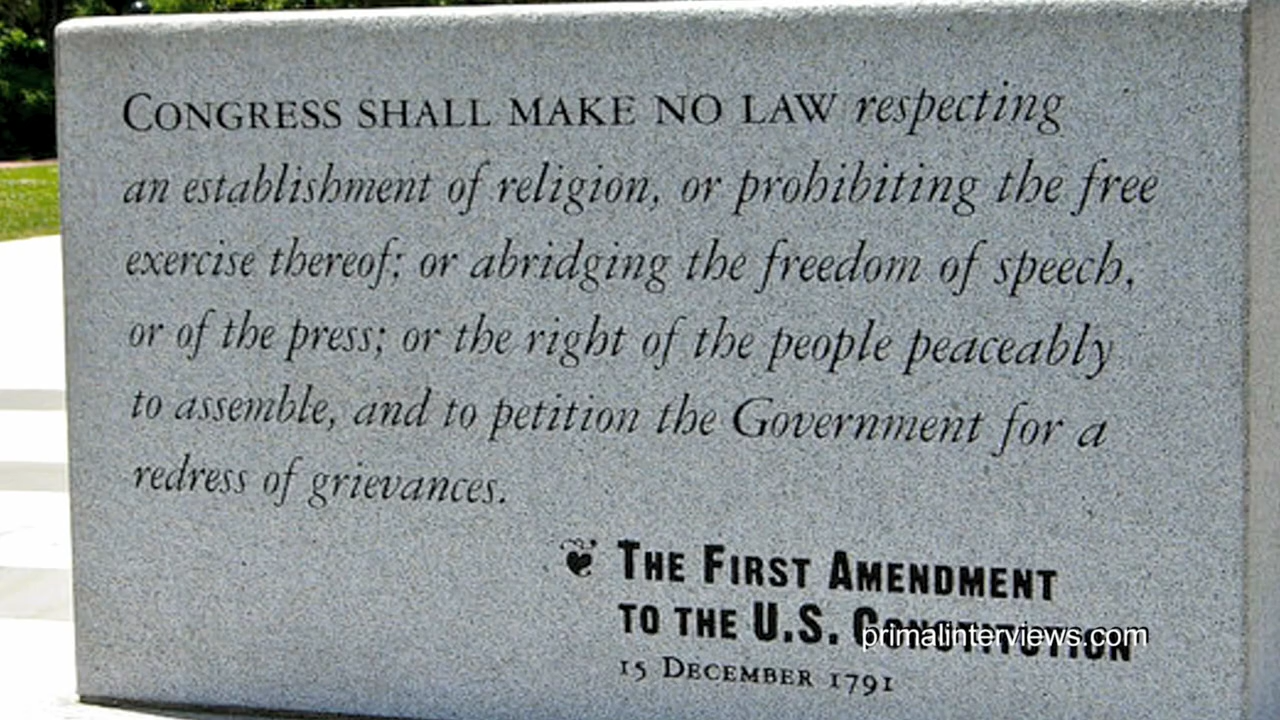 CONGRESS SHALL MAKE NO LAW respecting
an establishment of religion, or prohibiting the free
exercise thereof; or abridging the freedom of speech,
or of the press; or the right of the people peaceably
to assemble, and to petition the Government for a
redress of grievances.
THE FIRST AMENDMENT
TO THE U.S. CONSTITUTION
primalinterviews.com
15 DECEMBER 1791